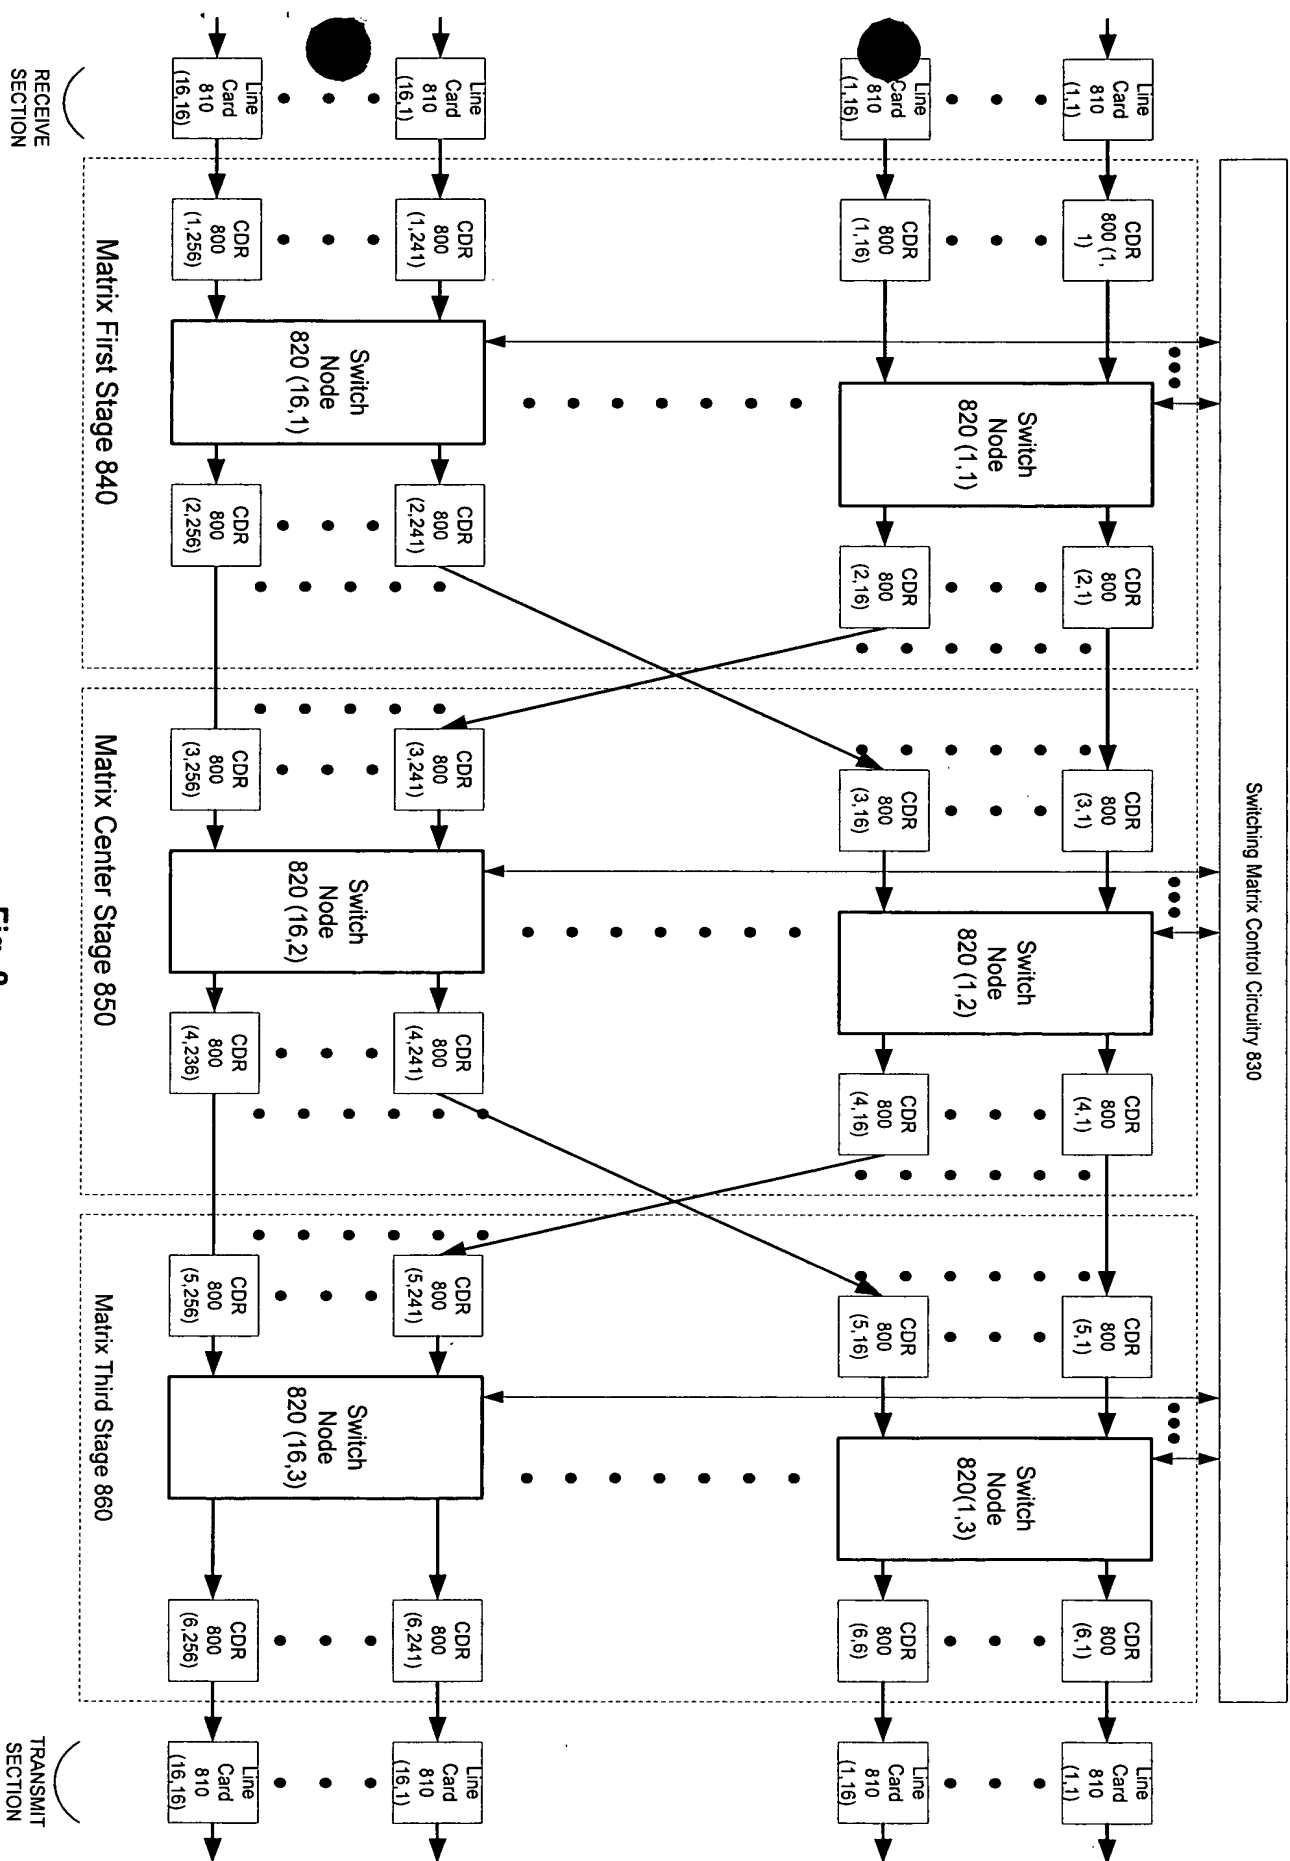 Switching Matrix Control Circuitry 830
Line
Card
810
(1,1)
CDR
800 (1,
1)
Switch
Node
820 (1,1)
CDR
800
(2,1)
CDR
800
(3,1)
Switch
Node
820 (1,2)
CDR
800
(4,1)
CDR
800
(5,1)
Switch
Node
820(1,3)
CDR
800
(6,1)
Line
Card
810
(1,1)
Line
Card
810
(1,16)
CDR
800
(1,16)
CDR
800
(2,16)
CDR
800
(3,16)
CDR
800
(4,16)
CDR
800
(5,16)
CDR
800
(6,6)
Line
Card
810
(1,16)
Line
Card
810
(16,1)
CDR
800
(1,241)
Switch
Node
820 (16,1)
CDR
800
(2,241)
CDR
800
(3,241)
Switch
Node
820 (16,2)
CDR
800
(4,241)
CDR
800
(5,241)
Switch
Node
820 (16,3)
CDR
800
(6,241)
Line
Card
810
(16,1)
Line
Card
810
(16,16)
CDR
800
(1,256)
CDR
800
(2,256)
CDR
800
(3,256)
CDR
800
(4,236)
CDR
800
(5,256)
CDR
800
(6,256)
Line
Card
810
(16,16)
Matrix First Stage 840
Matrix Center Stage 850
Matrix Third Stage 860
RECEIVE
SECTION
TRANSMIT
SECTION